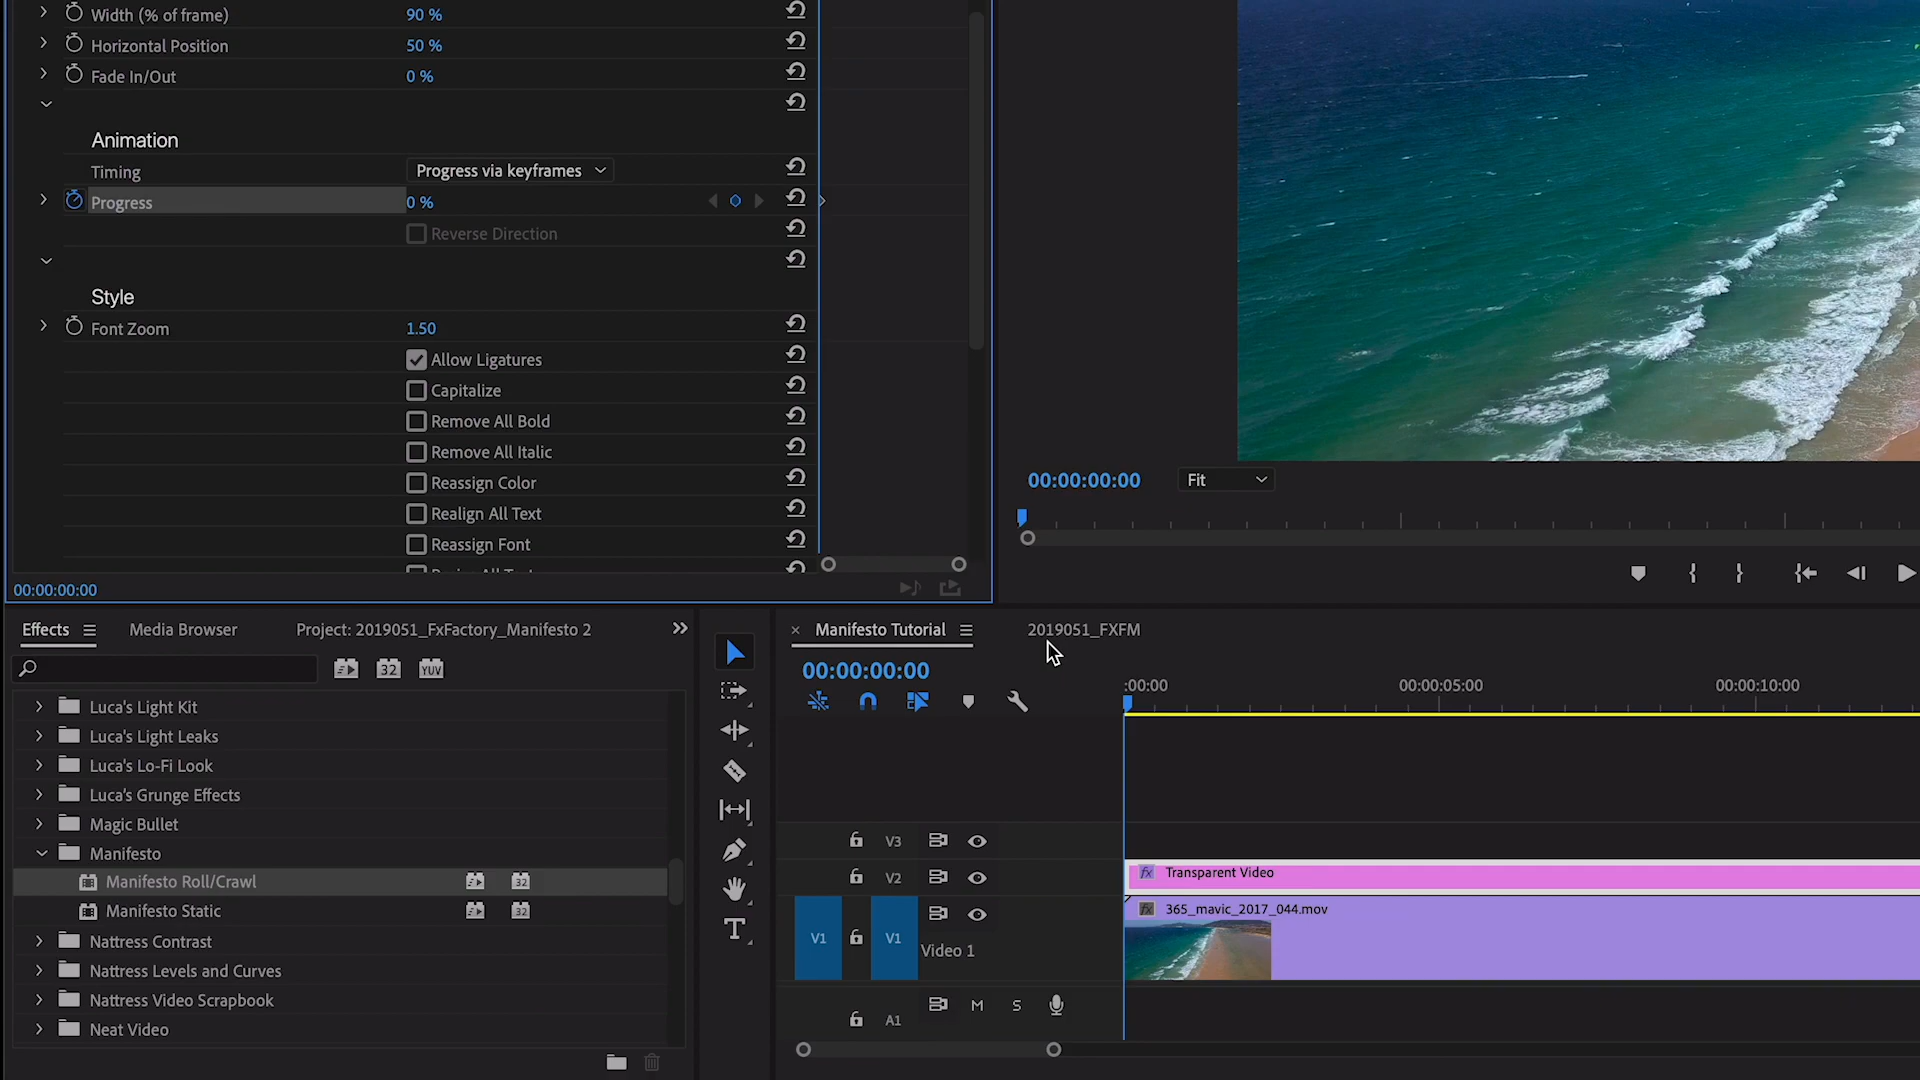 Width (% of frame)
90 %
Horizontal Position
50 %
Fade In/Out
0 %
Animation
Timing
Progress via keyframes
Progress
0 %
Reverse Direction
Style
Font Zoom
1.50
Allow Ligatures
Capitalize
Remove All Bold
Remove All Italic
Reassign Color
Realign All Text
Reassign Font
00:00:00:00
00:00:00:00
Fit
Effects
Media Browser
Project: 2019051_FxFactory_Manifesto 2
32
YUV
Luca's Light Kit
Luca's Light Leaks
Luca's Lo-Fi Look
Luca's Grunge Effects
Magic Bullet
Manifesto
Manifesto Roll/Crawl
32
Manifesto Static
32
Nattress Contrast
Nattress Levels and Curves
Nattress Video Scrapbook
Neat Video
Manifesto Tutorial
2019051_FXFM
00:00:00:00
:00:00
00:00:05:00
00:00:10:00
V3
V2
fx Transparent Video
V1
V1
Video 1
fx 365_mavic_2017_044.mov
A1
M
S